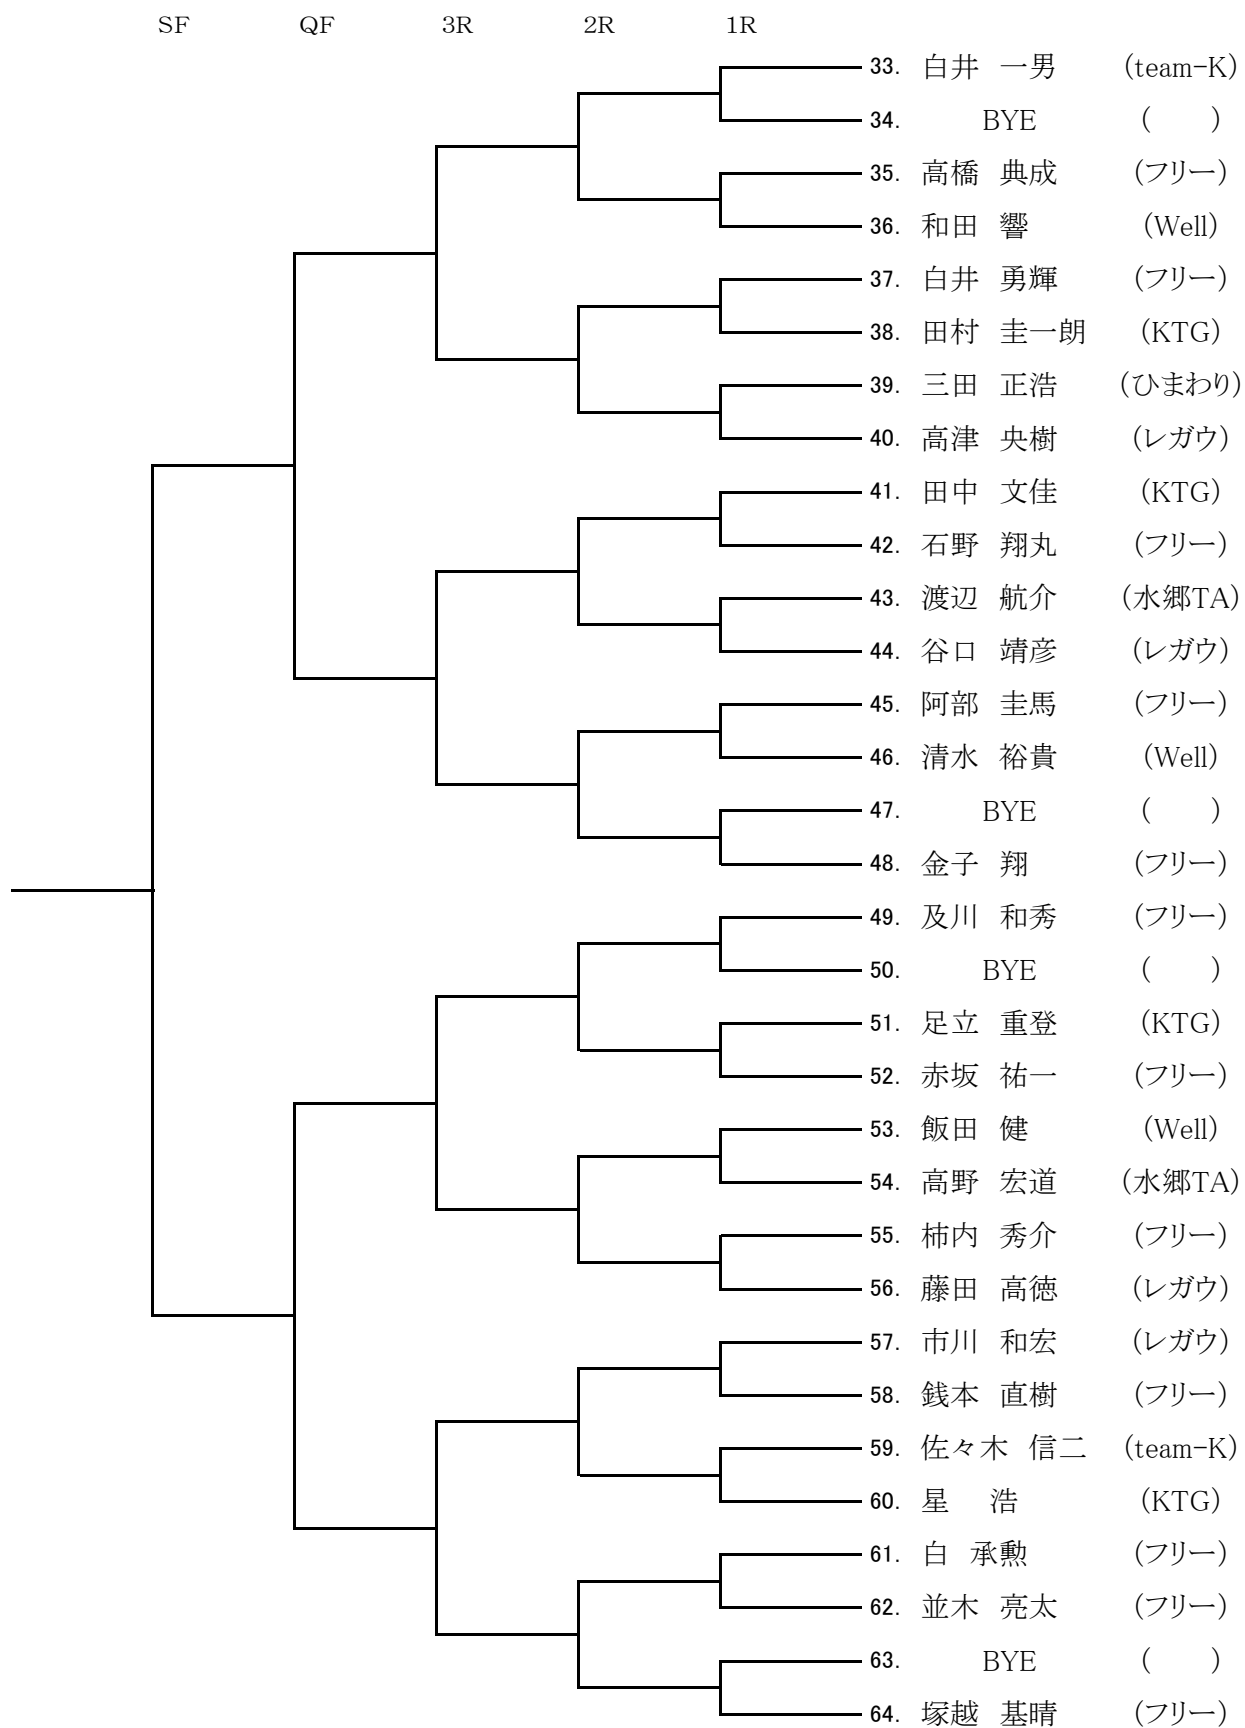 SF QF 3R 2R 1R
33. 白井 一男 (team-K)
34. BYE ( )
35. 高橋 典成 (フリー)
36. 和田 響 (Well)
37. 白井 勇輝 (フリー)
38. 田村 圭一朗 (KTG)
39. 三田 正浩 (ひまわり)
40. 高津 央樹 (レガウ)
41. 田中 文佳 (KTG)
42. 石野 翔丸 (フリー)
43. 渡辺 航介 (水郷TA)
44. 谷口 靖彦 (レガウ)
45. 阿部 圭馬 (フリー)
46. 清水 裕貴 (Well)
47. BYE ( )
48. 金子 翔 (フリー)
49. 及川 和秀 (フリー)
50. BYE ( )
51. 足立 重登 (KTG)
52. 赤坂 祐一 (フリー)
53. 飯田 健 (Well)
54. 高野 宏道 (水郷TA)
55. 柿内 秀介 (フリー)
56. 藤田 高徳 (レガウ)
57. 市川 和宏 (レガウ)
58. 銭本 直樹 (フリー)
59. 佐々木 信二 (team-K)
60. 星 浩 (KTG)
61. 白 承勲 (フリー)
62. 並木 亮太 (フリー)
63. BYE ( )
64. 塚越 基晴 (フリー)